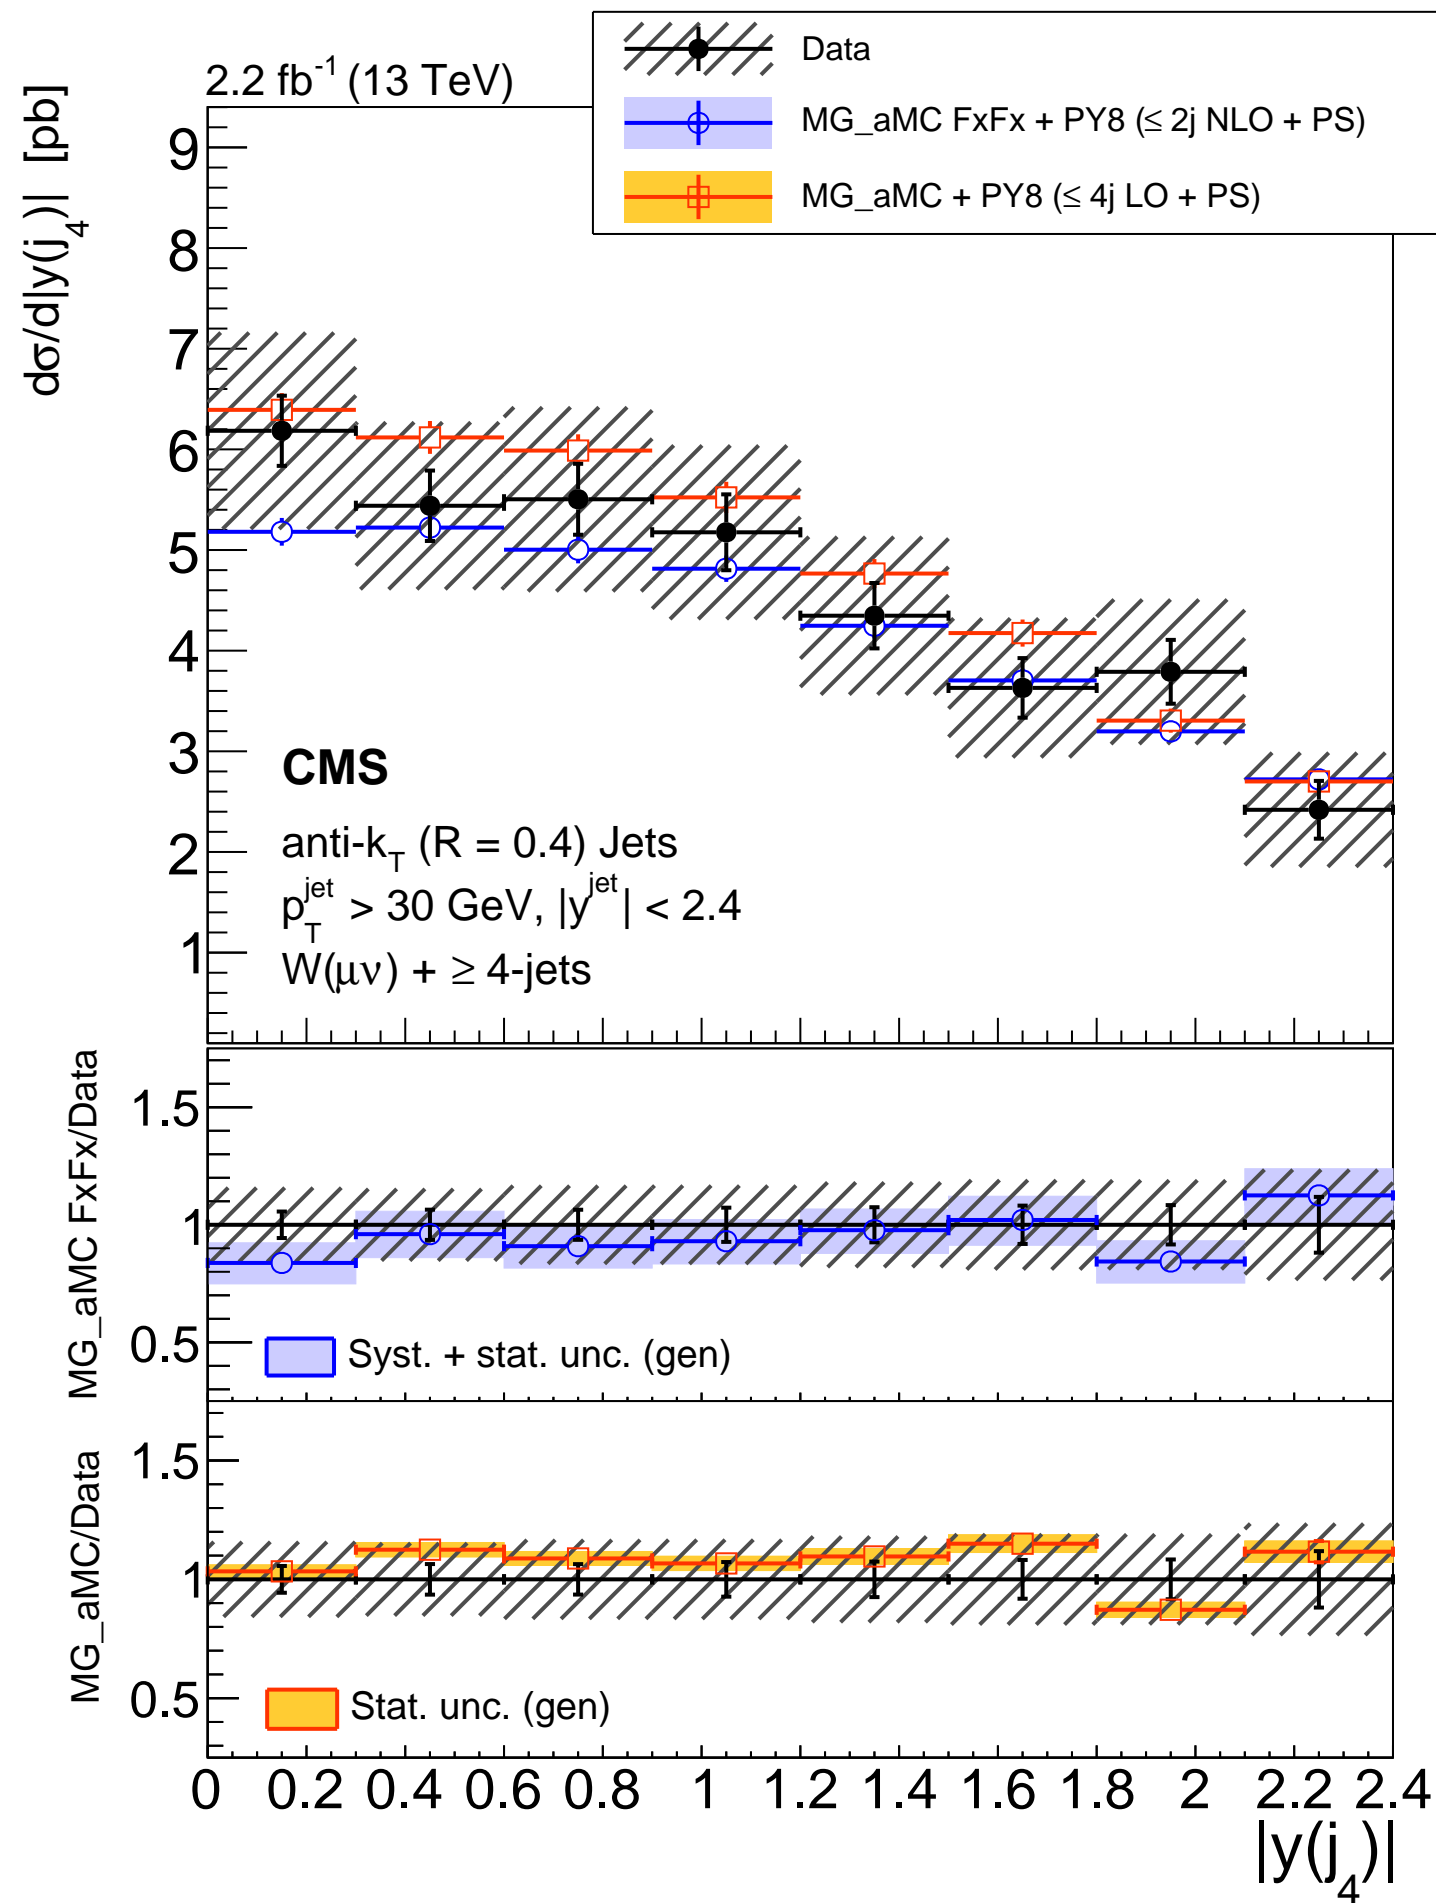 Data
MG_aMC FxFx + PY8 (≤ 2j NLO + PS)
MG_aMC + PY8 (≤ 4j LO + PS)
2.2 fb⁻¹ (13 TeV)
dσ/d|y(j₄)| [pb]
9
8
7
6
5
4
3
2
1
CMS
anti-k_T (R = 0.4) Jets
p_T^jet > 30 GeV, |y^jet| < 2.4
W(μν) + ≥ 4-jets
MG_aMC FxFx/Data
1.5
1
0.5
Syst. + stat. unc. (gen)
MG_aMC/Data
1.5
1
0.5
Stat. unc. (gen)
0 0.2 0.4 0.6 0.8 1 1.2 1.4 1.6 1.8 2 2.2 2.4
|y(j₄)|